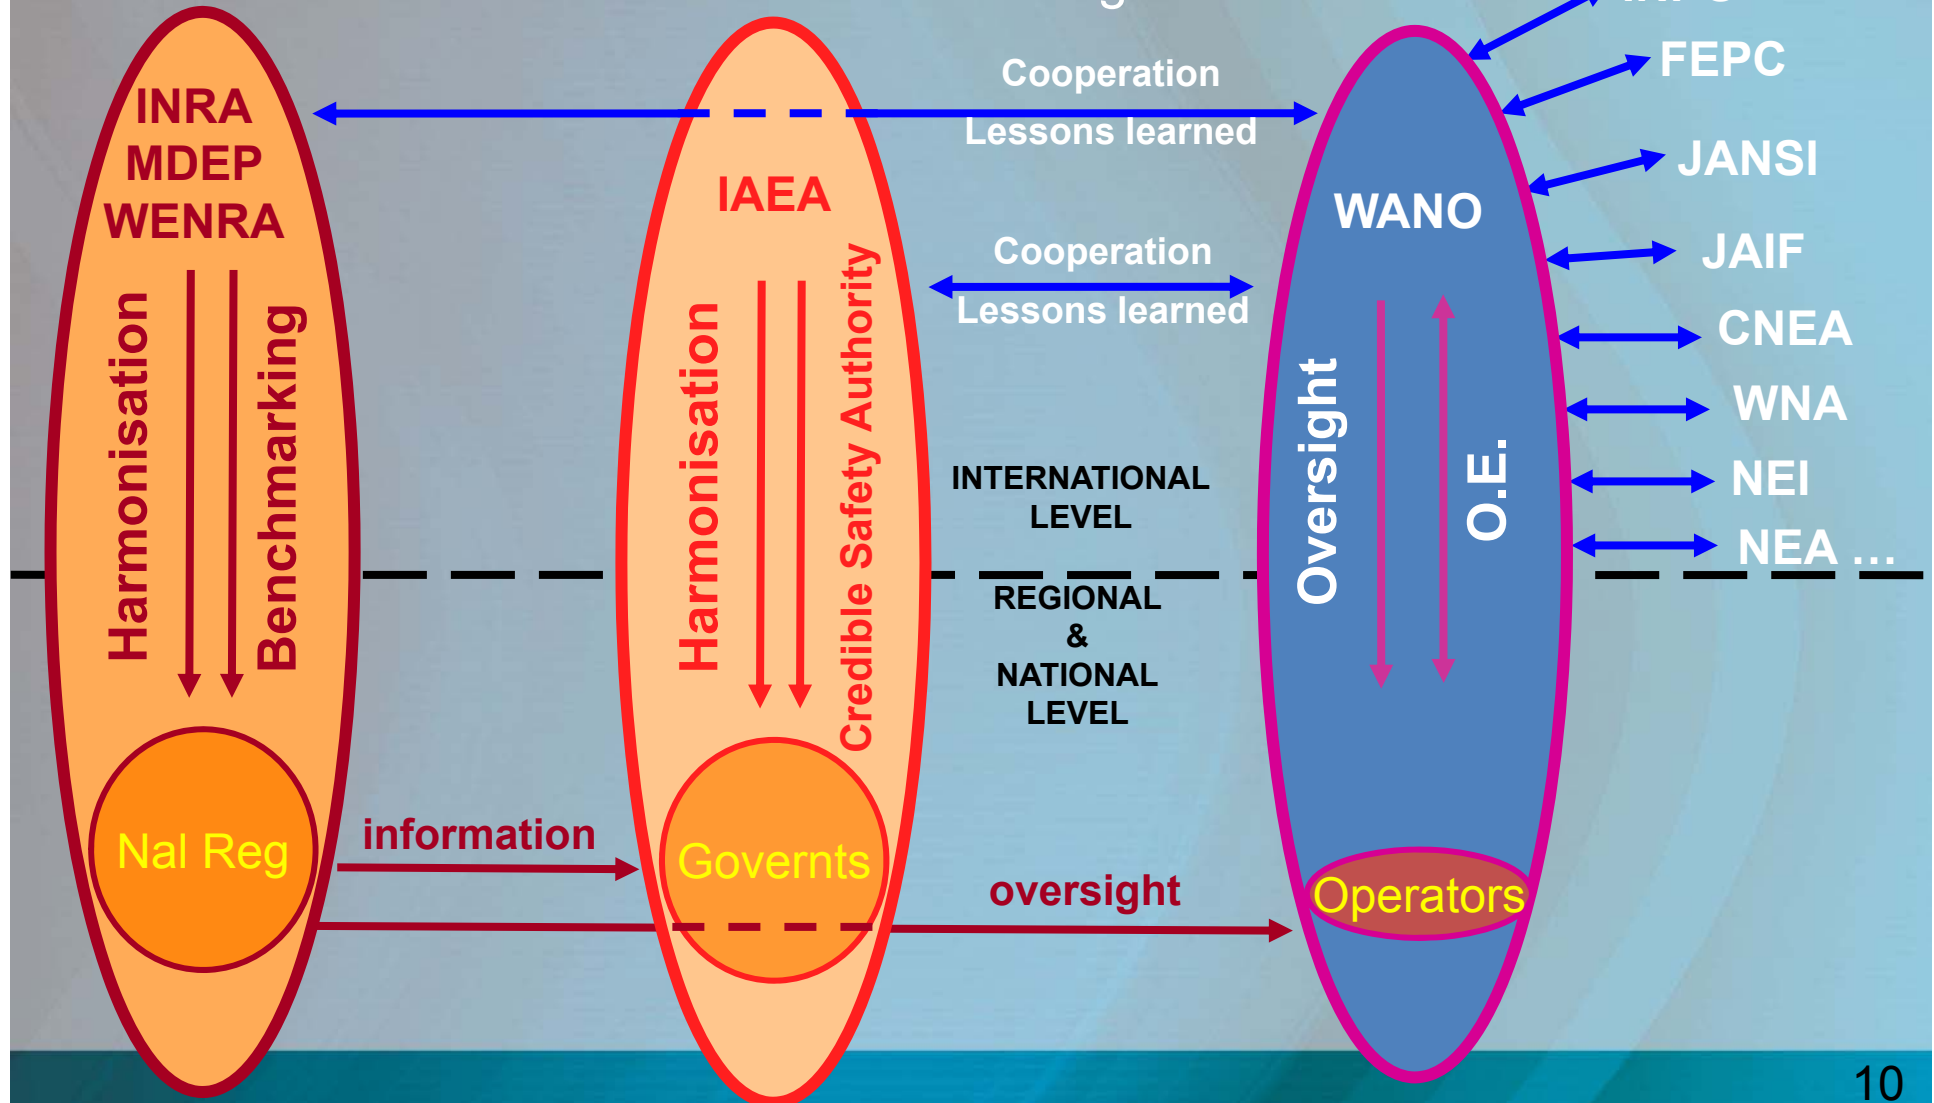 FEPC
JANSI
JAIF
CNEA
WNA
NEI
NEA ...
INRA
MDEP
WENRA
Harmonisation
Benchmarking
Nal Reg
IAEA
Harmonisation
Credible Safety Authority
Governts
Cooperation
Lessons learned
Cooperation
Lessons learned
INTERNATIONAL
LEVEL
REGIONAL
&
NATIONAL
LEVEL
information
oversight
WANO
Oversight
O.E.
Operators
10